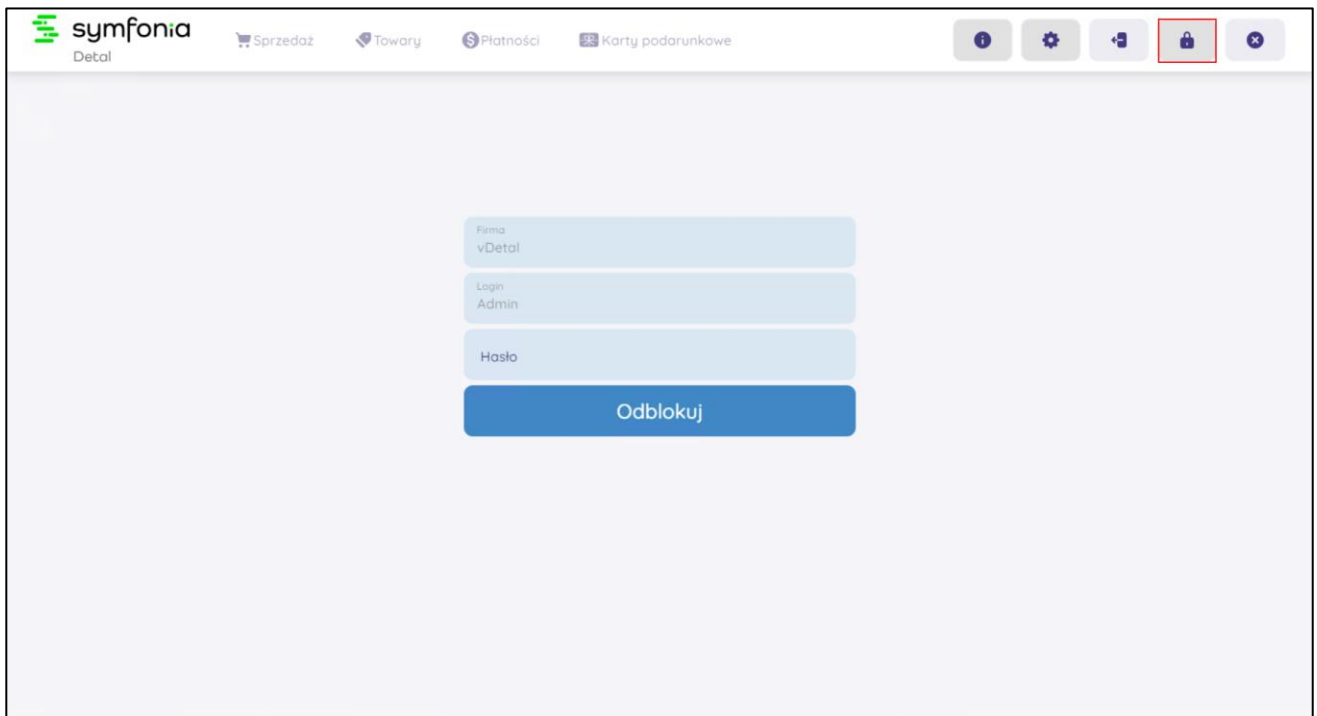 symfonia
Detal
Sprzedaż Towary Płatności Karty podarunkowe
Firma
vDetal
Login
Admin
Hasło
Odblokuj